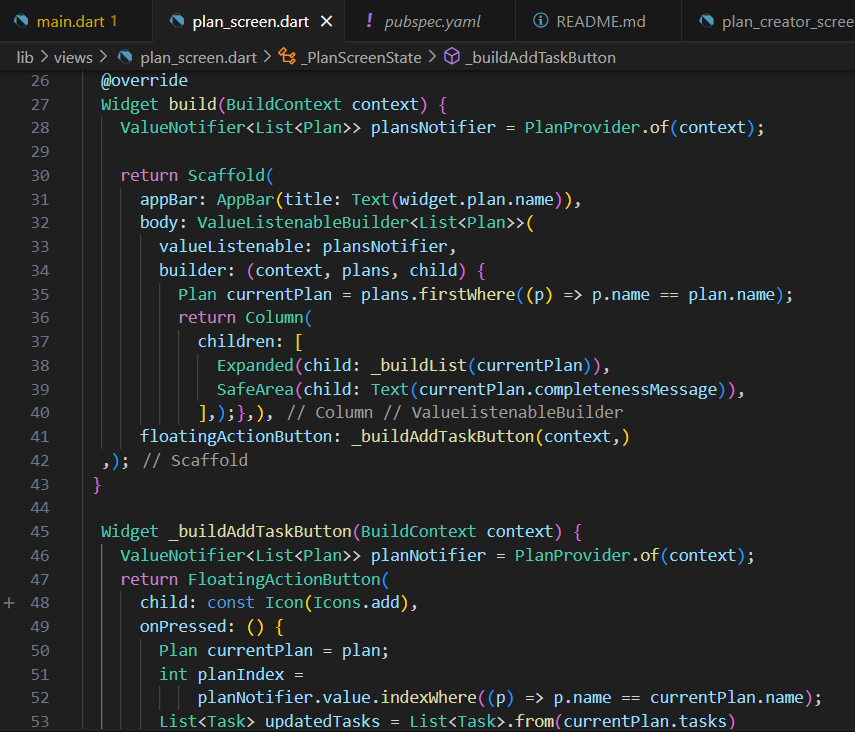 main.dart 1 plan_screen.dart × ! pubspec.yaml README.md plan_creator_scree
lib > views > plan_screen.dart > _PlanScreenState > _buildAddTaskButton
26 @override
27 Widget build(BuildContext context) {
28 ValueNotifier<List<Plan>> plansNotifier = PlanProvider.of(context);
29
30 return Scaffold(
31 appBar: AppBar(title: Text(widget.plan.name)),
32 body: ValueListenableBuilder<List<Plan>>(
33 valueListenable: plansNotifier,
34 builder: (context, plans, child) {
35 Plan currentPlan = plans.firstWhere((p) => p.name == plan.name);
36 return Column(
37 children: [
38 Expanded(child: _buildList(currentPlan)),
39 SafeArea(child: Text(currentPlan.completenessMessage)),
40 ],);},), // Column // ValueListenableBuilder
41 floatingActionButton: _buildAddTaskButton(context,)
42 ,); // Scaffold
43 }
44
45 Widget _buildAddTaskButton(BuildContext context) {
46 ValueNotifier<List<Plan>> planNotifier = PlanProvider.of(context);
47 return FloatingActionButton(
+ 48 child: const Icon(Icons.add),
49 onPressed: () {
50 Plan currentPlan = plan;
51 int planIndex =
52 planNotifier.value.indexWhere((p) => p.name == currentPlan.name);
53 List<Task> updatedTasks = List<Task>.from(currentPlan.tasks)